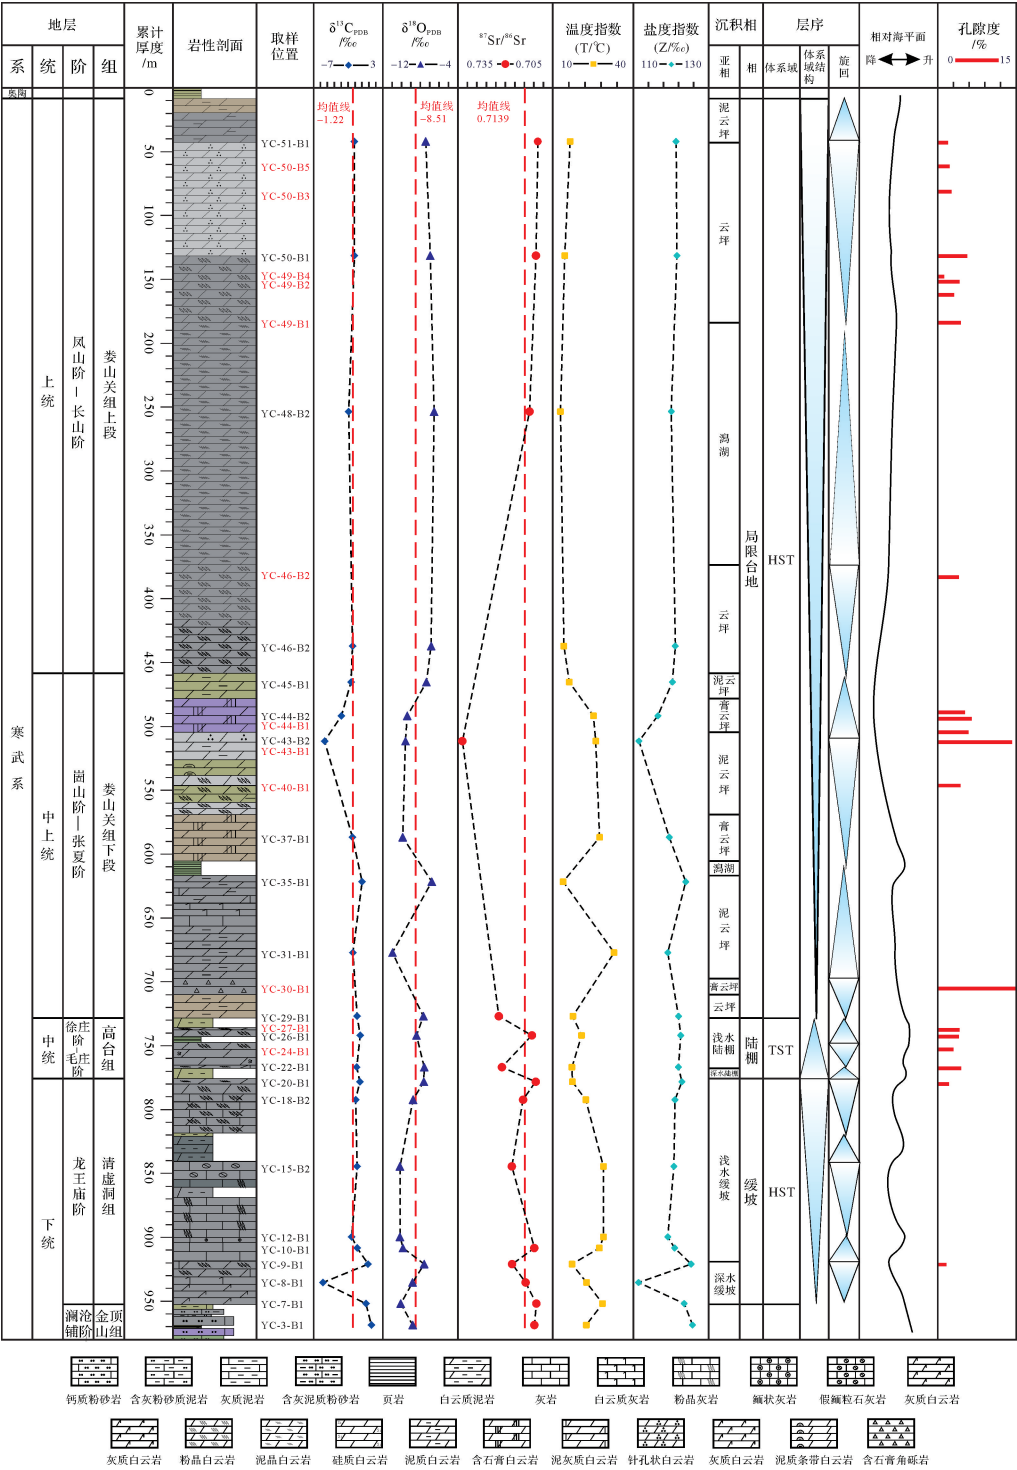 地层
系
统
阶
组
累计
厚度
/m
岩性剖面
取样
位置
δ¹³CPDB
/‰
−7 3
δ¹⁸OPDB
/‰
−12 −4
⁸⁷Sr/⁸⁶Sr
0.735 0.705
温度指数
(T/℃)
10 40
盐度指数
(Z/‰)
110 130
沉积相
亚相
相
层序
体系域
体系域结构
旋回
相对海平面
降 升
孔隙度
/%
0 15
奥陶
寒武系
上统
中上统
中统
下统
凤山阶—长山阶
崮山阶—张夏阶
徐庄阶—毛庄阶
龙王庙阶
澜沧铺阶
娄山关组上段
娄山关组下段
高台组
清虚洞组
金顶山组
0
50
100
150
200
250
300
350
400
450
500
550
600
650
700
750
800
850
900
950
均值线
−1.22
均值线
−8.51
均值线
0.7139
YC-51-B1
YC-50-B5
YC-50-B3
YC-50-B1
YC-49-B4
YC-49-B2
YC-49-B1
YC-48-B2
YC-46-B2
YC-46-B2
YC-45-B1
YC-44-B2
YC-44-B1
YC-43-B2
YC-43-B1
YC-40-B1
YC-37-B1
YC-35-B1
YC-31-B1
YC-30-B1
YC-29-B1
YC-27-B1
YC-26-B1
YC-24-B1
YC-22-B1
YC-20-B1
YC-18-B2
YC-15-B2
YC-12-B1
YC-10-B1
YC-9-B1
YC-8-B1
YC-7-B1
YC-3-B1
泥云坪
云坪
潟湖
云坪
泥云坪
膏云坪
泥云坪
膏云坪
潟湖
泥云坪
膏云坪
云坪
浅水陆棚
深水陆棚
浅水缓坡
深水缓坡
局限台地
陆棚
缓坡
HST
TST
HST
钙质粉砂岩 含灰粉砂质泥岩 灰质泥岩 含灰泥质粉砂岩 页岩 白云质泥岩 灰岩 白云质灰岩 粉晶灰岩 鲕状灰岩 假鲕粒石灰岩 灰质白云岩
灰质白云岩 粉晶白云岩 泥晶白云岩 硅质白云岩 泥质白云岩 含石膏白云岩 泥灰质白云岩 针孔状白云岩 灰质白云岩 泥质条带白云岩 含石膏角砾岩